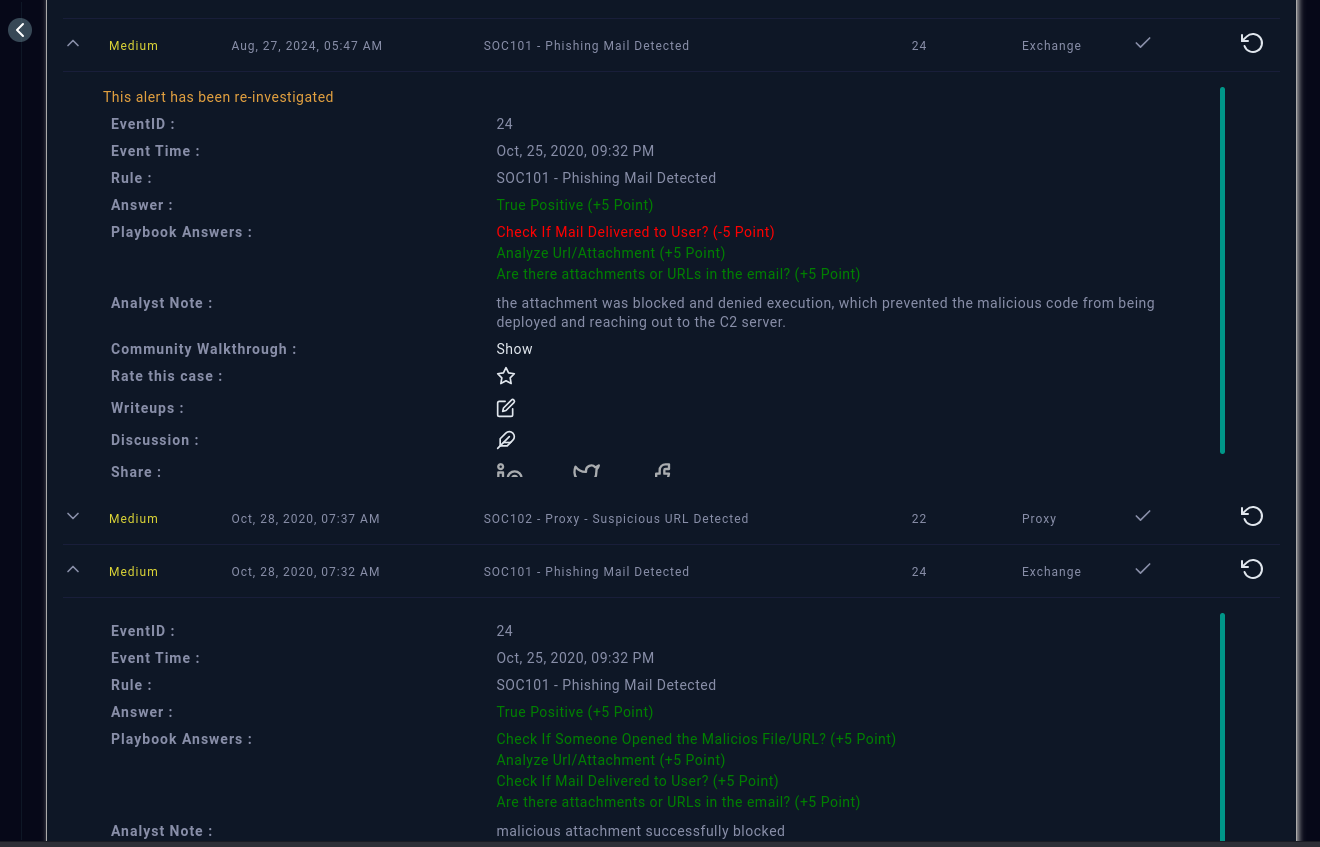 Medium Aug, 27, 2024, 05:47 AM SOC101 - Phishing Mail Detected 24 Exchange
This alert has been re-investigated
EventID : 24
Event Time : Oct, 25, 2020, 09:32 PM
Rule : SOC101 - Phishing Mail Detected
Answer : True Positive (+5 Point)
Playbook Answers : Check If Mail Delivered to User? (-5 Point)
Analyze Url/Attachment (+5 Point)
Are there attachments or URLs in the email? (+5 Point)
Analyst Note : the attachment was blocked and denied execution, which prevented the malicious code from being
deployed and reaching out to the C2 server.
Community Walkthrough : Show
Rate this case :
Writeups :
Discussion :
Share :
Medium Oct, 28, 2020, 07:37 AM SOC102 - Proxy - Suspicious URL Detected 22 Proxy
Medium Oct, 28, 2020, 07:32 AM SOC101 - Phishing Mail Detected 24 Exchange
EventID : 24
Event Time : Oct, 25, 2020, 09:32 PM
Rule : SOC101 - Phishing Mail Detected
Answer : True Positive (+5 Point)
Playbook Answers : Check If Someone Opened the Malicios File/URL? (+5 Point)
Analyze Url/Attachment (+5 Point)
Check If Mail Delivered to User? (+5 Point)
Are there attachments or URLs in the email? (+5 Point)
Analyst Note : malicious attachment successfully blocked